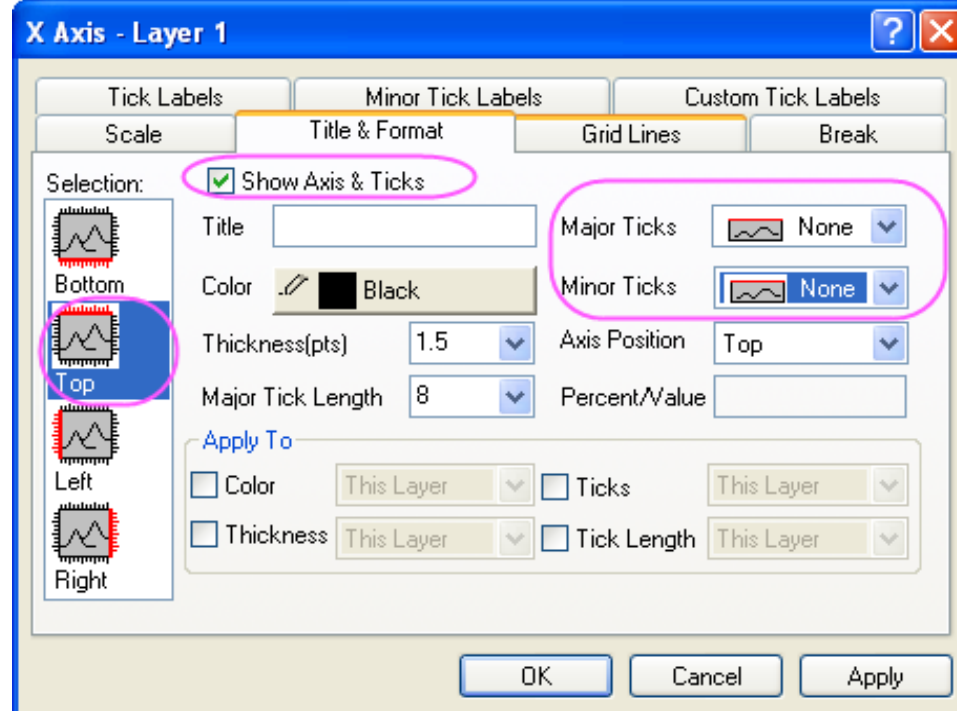 X Axis - Layer 1
Tick Labels
Minor Tick Labels
Custom Tick Labels
Scale
Title & Format
Grid Lines
Break
Selection:
Bottom
Top
Left
Right
Show Axis & Ticks
Title
Major Ticks
None
Color
Black
Minor Ticks
None
Thickness(pts)
1.5
Axis Position
Top
Major Tick Length
8
Percent/Value
Apply To
Color
This Layer
Ticks
This Layer
Thickness
This Layer
Tick Length
This Layer
OK
Cancel
Apply